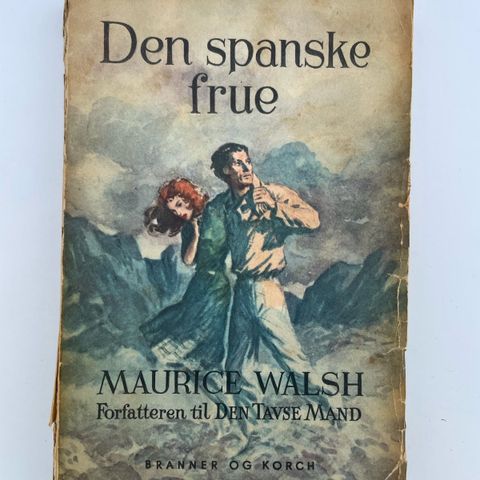 Den spanske
frue
MAURICE WALSH
Forfatteren til DEN TAVSE MAND
BRANNER OG KORCH